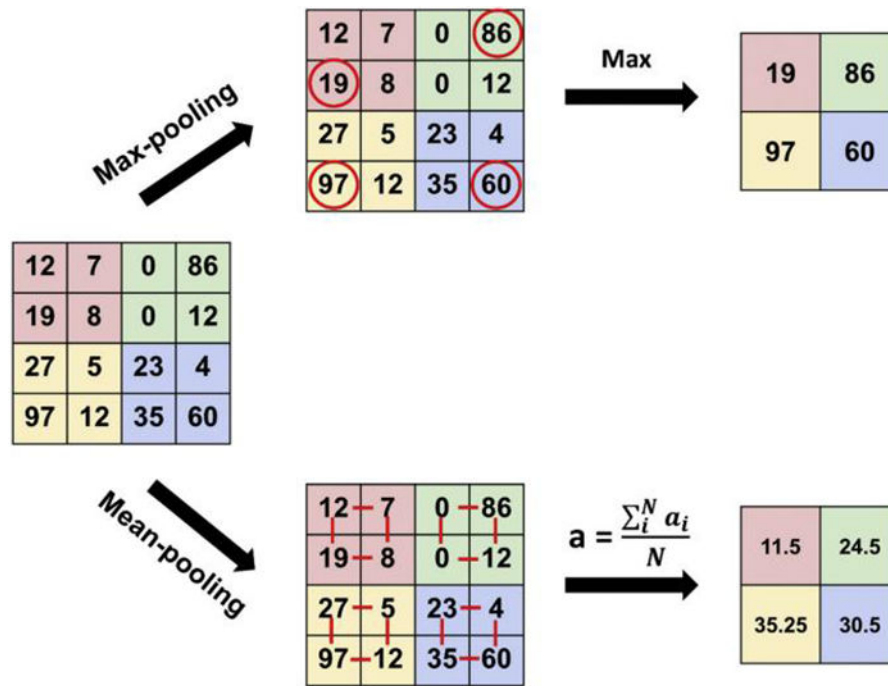 12 7 0 86
19 8 0 12
27 5 23 4
97 12 35 60
Max-pooling
12 7 0 86
19 8 0 12
27 5 23 4
97 12 35 60
Max
19 86
97 60
Mean-pooling
12 7 0 86
19 8 0 12
27 5 23 4
97 12 35 60
a = \frac{\sum_i^N a_i}{N}
11.5 24.5
35.25 30.5